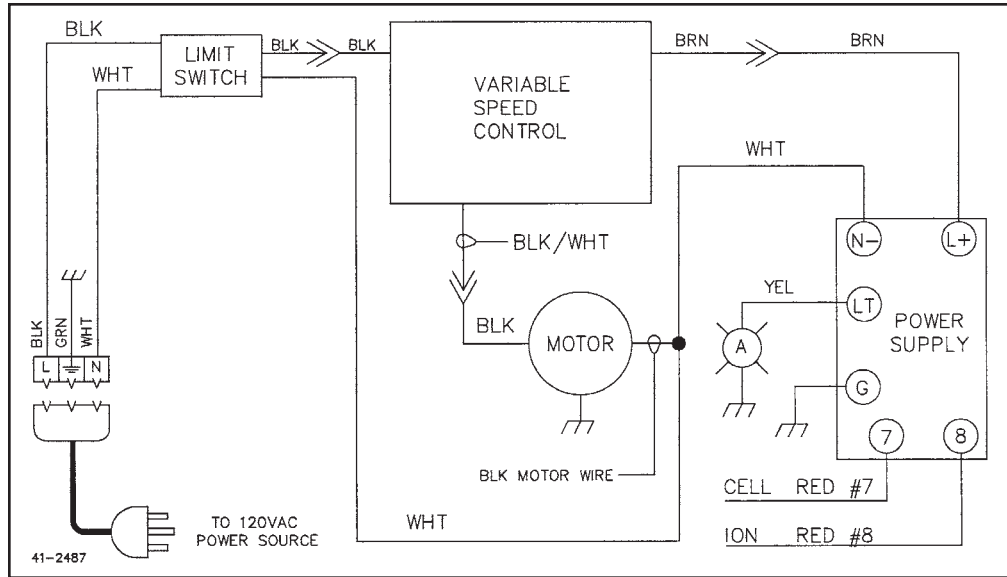 BLK
LIMIT
SWITCH
WHT
BLK
BLK
VARIABLE
SPEED
CONTROL
BRN
BRN
WHT
BLK/WHT
BLK
MOTOR
BLK MOTOR WIRE
WHT
N-
L+
YEL
LT
A
POWER
SUPPLY
G
7
8
CELL RED #7
ION RED #8
BLK
GRN
WHT
L
N
TO 120VAC
POWER SOURCE
41-2487